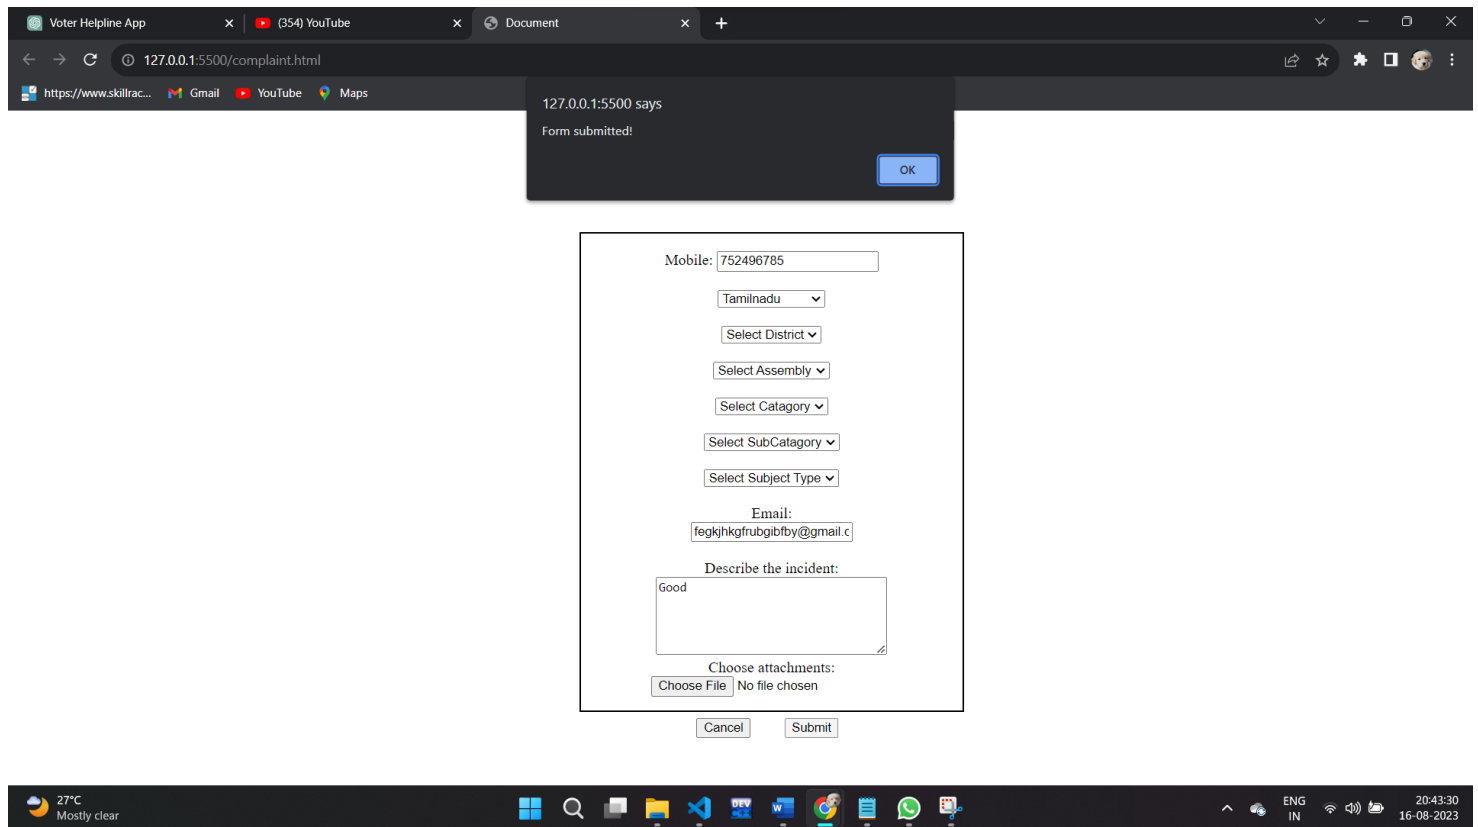 Voter Helpline App
(354) YouTube
Document
127.0.0.1:5500/complaint.html
https://www.skillrac...
Gmail
YouTube
Maps
127.0.0.1:5500 says
Form submitted!
OK
Mobile: 752496785
Tamilnadu
Select District
Select Assembly
Select Catagory
Select SubCatagory
Select Subject Type
Email:
fegkjhkgfrubgibfby@gmail.c
Describe the incident:
Good
Choose attachments:
Choose File No file chosen
Cancel Submit
27°C
Mostly clear
DEV
ENG
IN
20:43:30
16-08-2023